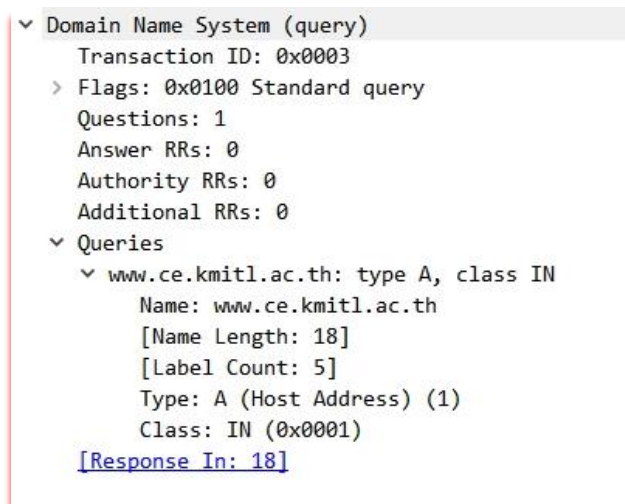 Domain Name System (query)
Transaction ID: 0x0003
Flags: 0x0100 Standard query
Questions: 1
Answer RRs: 0
Authority RRs: 0
Additional RRs: 0
Queries
www.ce.kmitl.ac.th: type A, class IN
Name: www.ce.kmitl.ac.th
[Name Length: 18]
[Label Count: 5]
Type: A (Host Address) (1)
Class: IN (0x0001)
[Response In: 18]